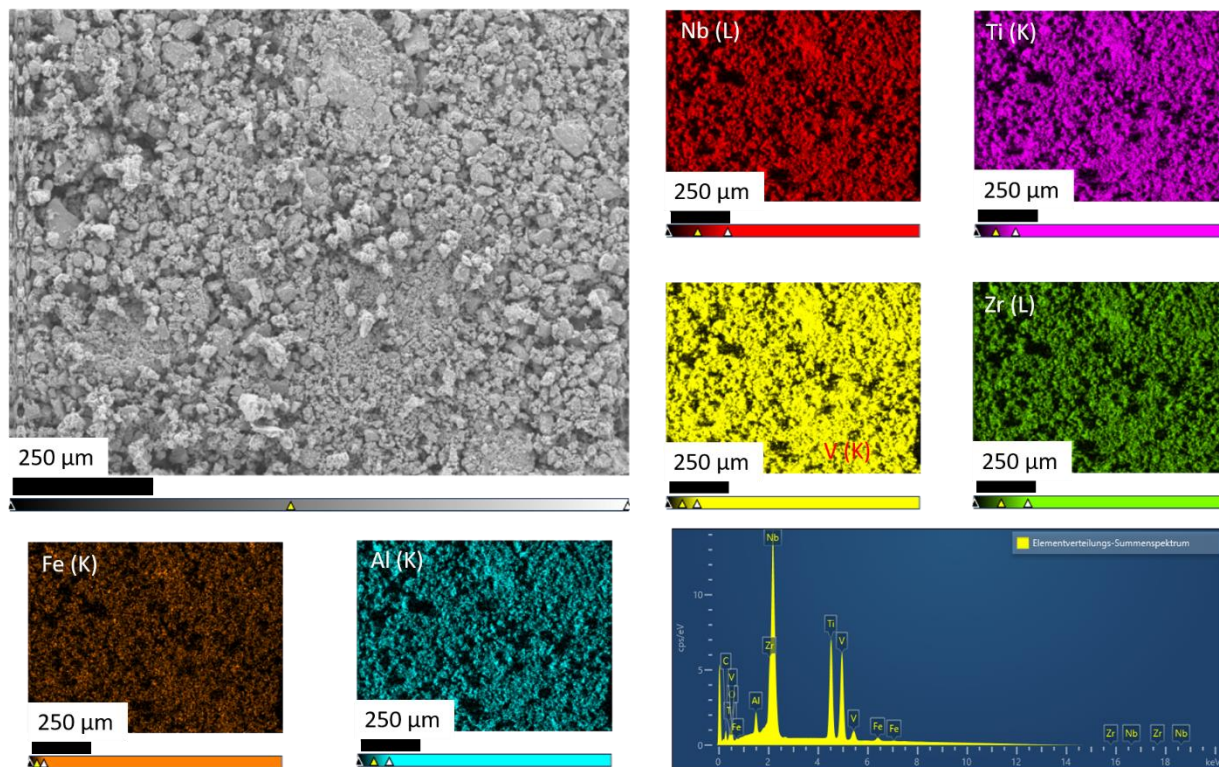 250 µm
Nb (L)
250 µm
Ti (K)
250 µm
V (K)
250 µm
Zr (L)
250 µm
Fe (K)
250 µm
Al (K)
250 µm
Elementverteilungs-Summenspektrum
cps/eV
10
5
0
Nb
Zr
C
V
O
Fe
Al
Ti
V
V
Fe
Fe
Zr
Nb
Zr
Nb
0 2 4 6 8 10 12 14 16 18 keV